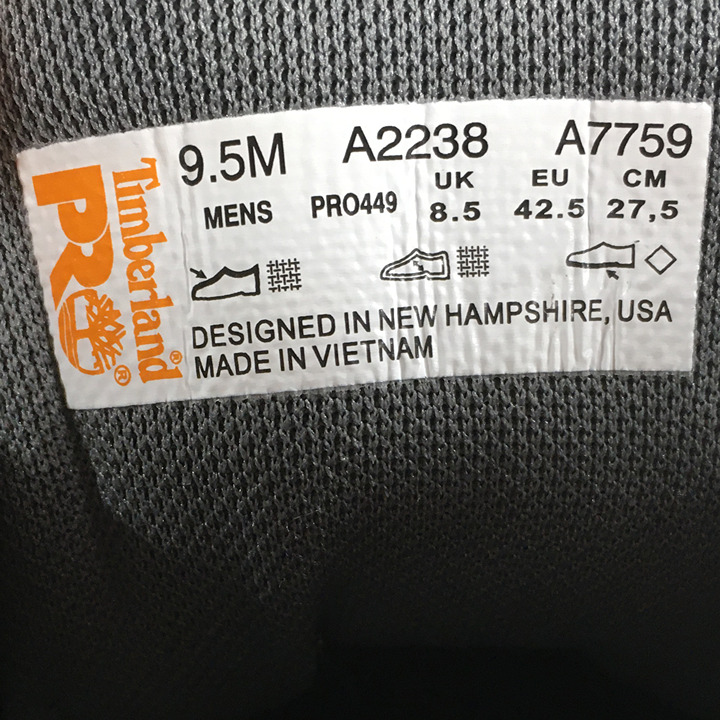 Timberland®
PRO®
9.5M A2238 A7759
MENS PRO449 UK 8.5 EU 42.5 CM 27,5
DESIGNED IN NEW HAMPSHIRE, USA
MADE IN VIETNAM